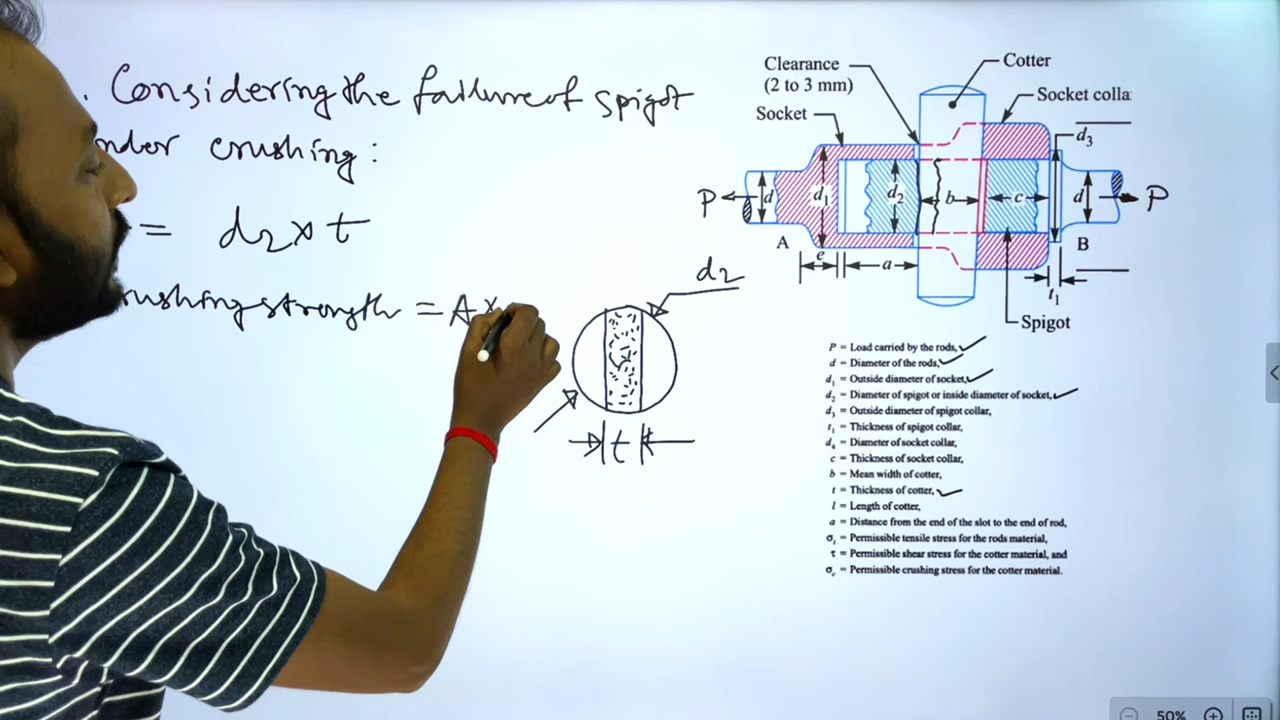 . Considering the failure of spigot
nder crushing :
= d2 × t
rushing strength = A ×
d2
t
Clearance
(2 to 3 mm)
Cotter
Socket colla
Socket
d3
P
d
d1
d2
b
c
d
P
A
B
e
a
t1
Spigot
P = Load carried by the rods,
d = Diameter of the rods,
d1 = Outside diameter of socket,
d2 = Diameter of spigot or inside diameter of socket,
d3 = Outside diameter of spigot collar,
t1 = Thickness of spigot collar,
d4 = Diameter of socket collar,
c = Thickness of socket collar,
b = Mean width of cotter,
t = Thickness of cotter,
l = Length of cotter,
a = Distance from the end of the slot to the end of rod,
σt = Permissible tensile stress for the rods material,
τ = Permissible shear stress for the cotter material, and
σc = Permissible crushing stress for the cotter material.
50%